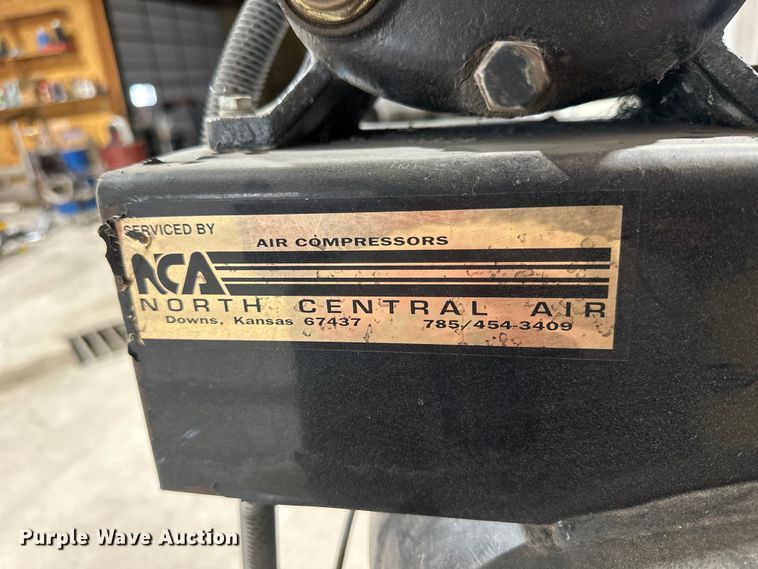 SERVICED BY
AIR COMPRESSORS
NCA
NORTH CENTRAL AIR
Downs, Kansas 67437 785/454-3409
Purple Wave Auction